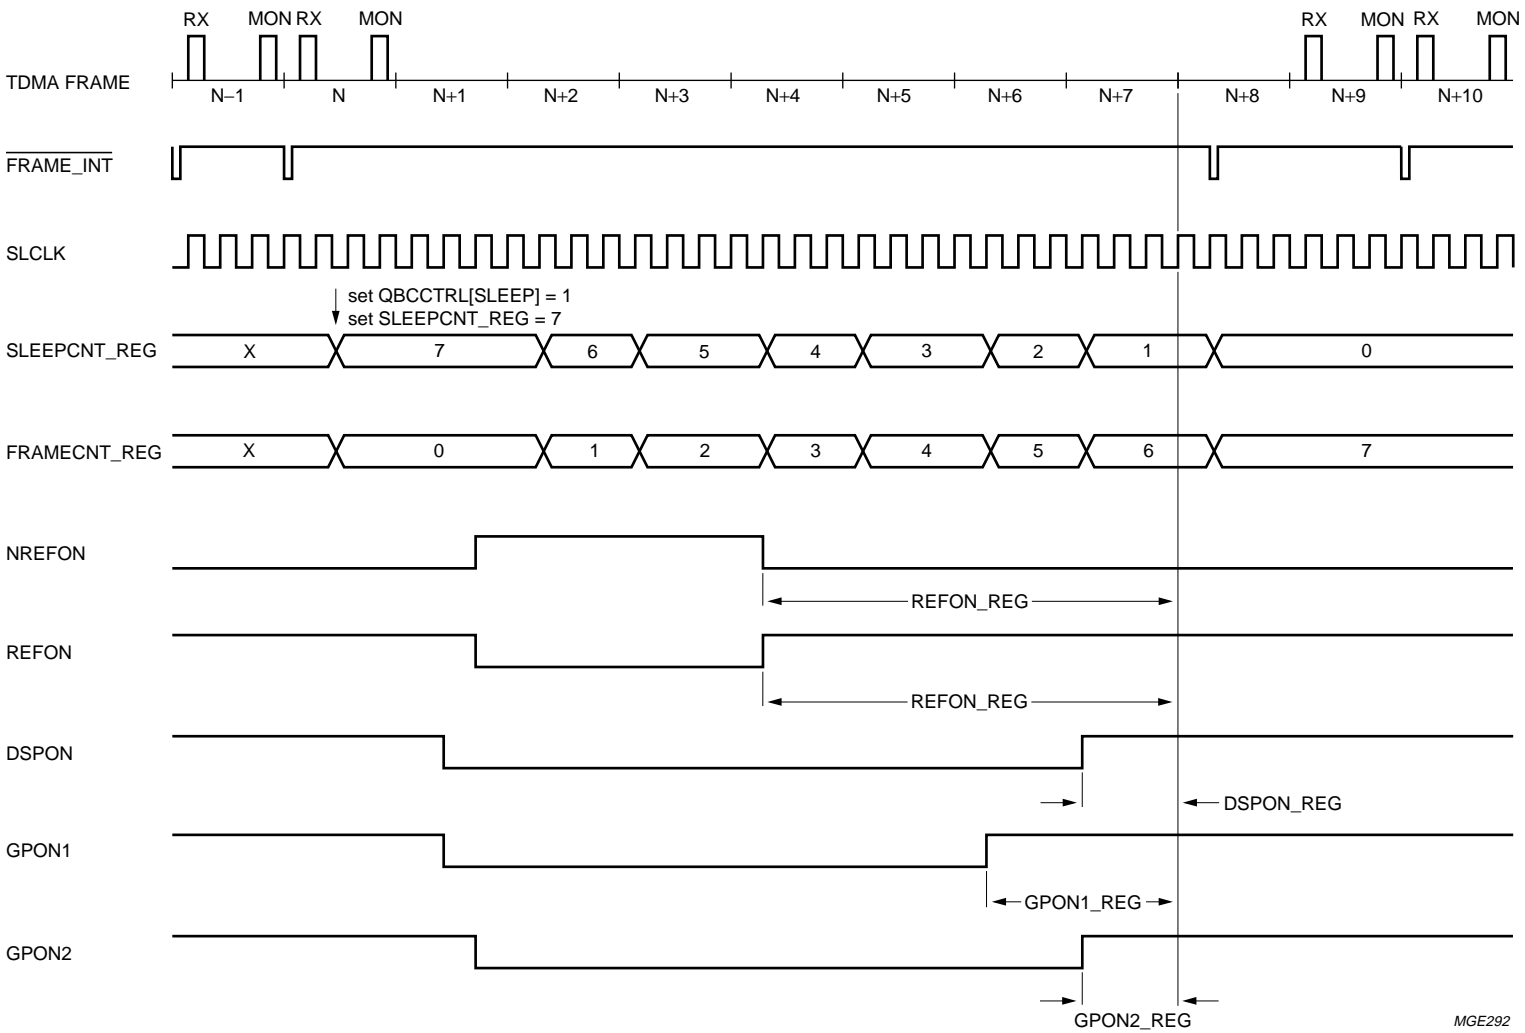 RX MON RX MON RX MON RX MON
TDMA FRAME
N−1 N N+1 N+2 N+3 N+4 N+5 N+6 N+7 N+8 N+9 N+10
FRAME_INT
SLCLK
set QBCCTRL[SLEEP] = 1
set SLEEPCNT_REG = 7
SLEEPCNT_REG X 7 6 5 4 3 2 1 0
FRAMECNT_REG X 0 1 2 3 4 5 6 7
NREFON
REFON_REG
REFON
REFON_REG
DSPON
DSPON_REG
GPON1
GPON1_REG
GPON2
GPON2_REG
MGE292